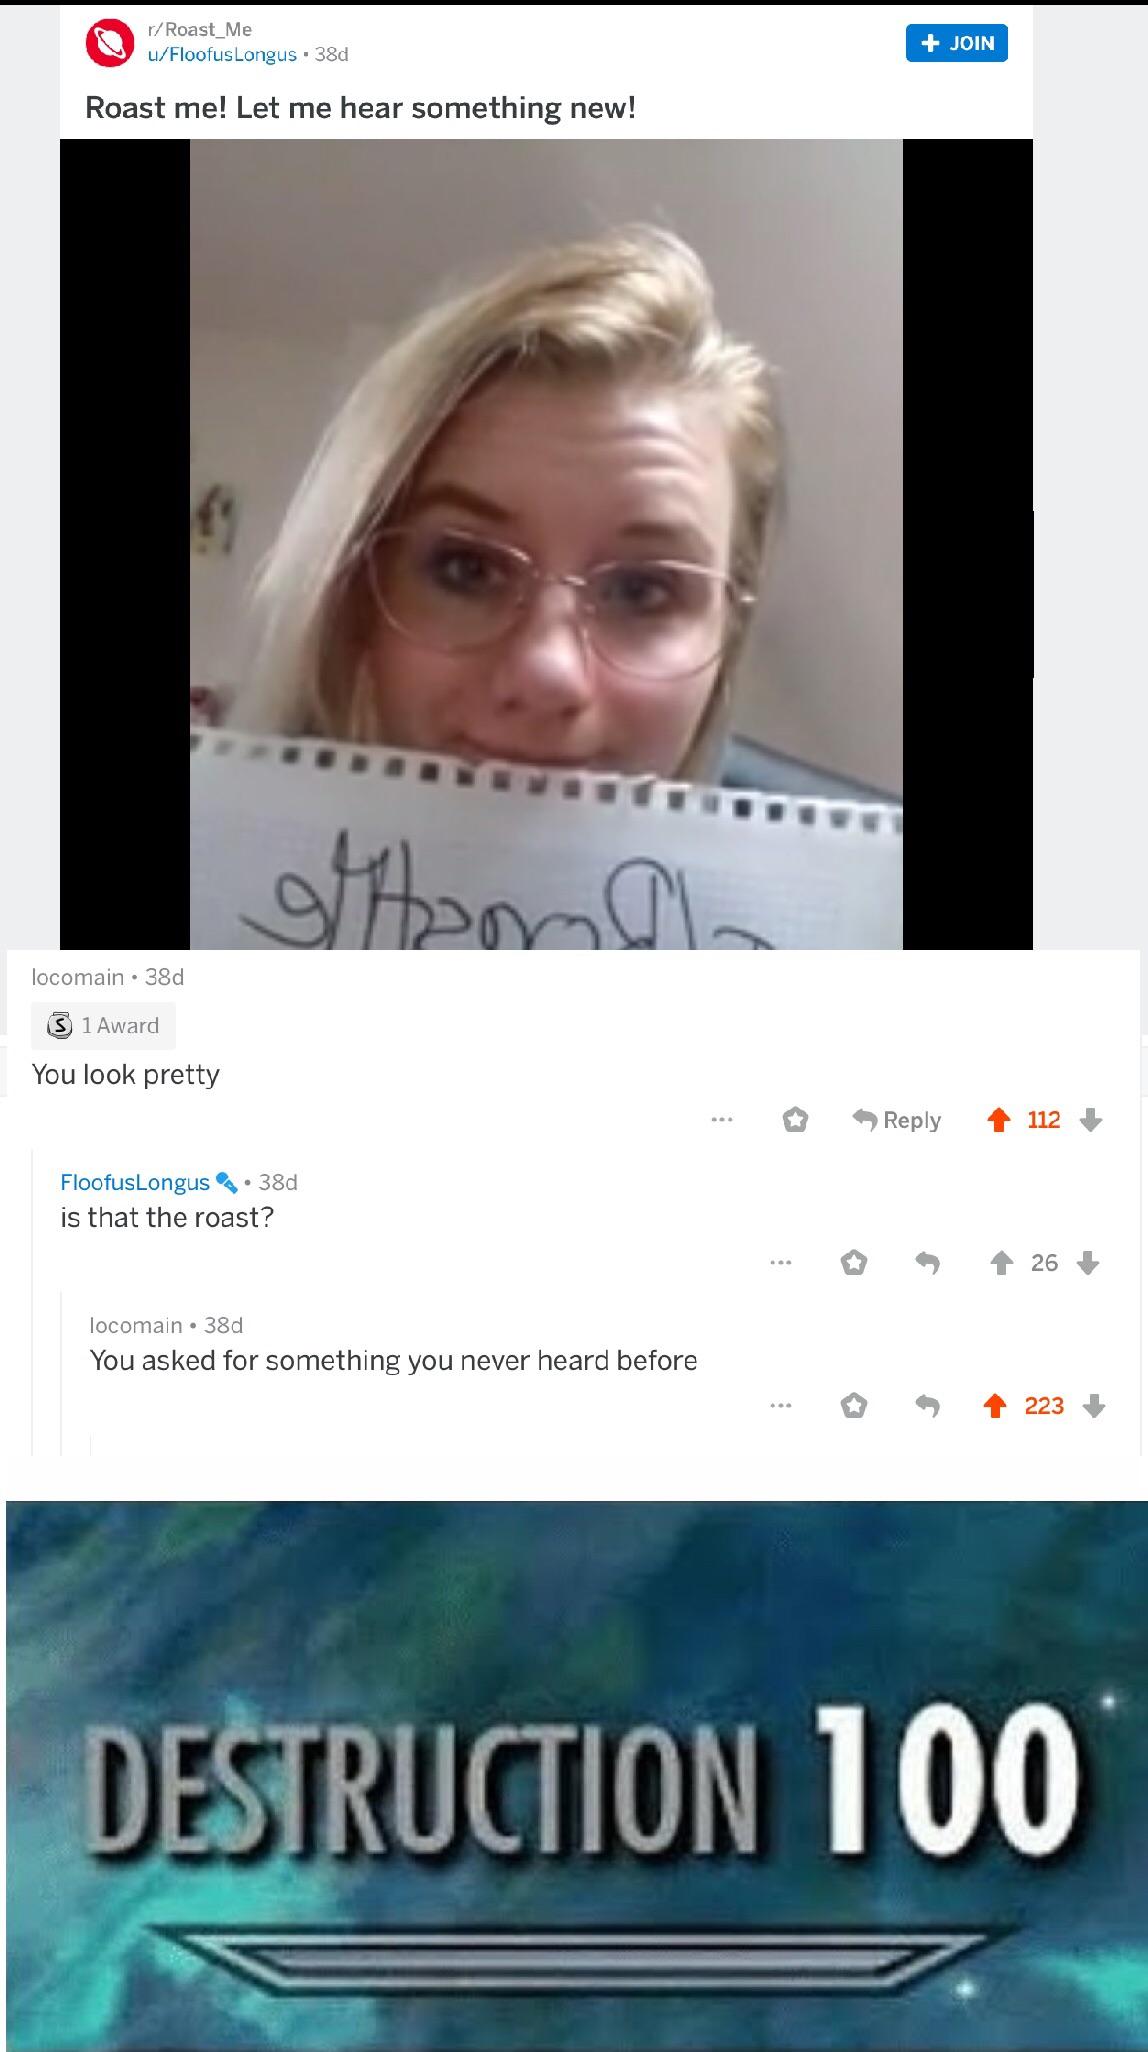 r/Roast_Me
u/FloofusLongus • 38d
+ JOIN
Roast me! Let me hear something new!
r/RoastMe
locomain • 38d
S 1 Award
You look pretty
Reply 112
FloofusLongus • 38d
is that the roast?
26
locomain • 38d
You asked for something you never heard before
223
DESTRUCTION 100